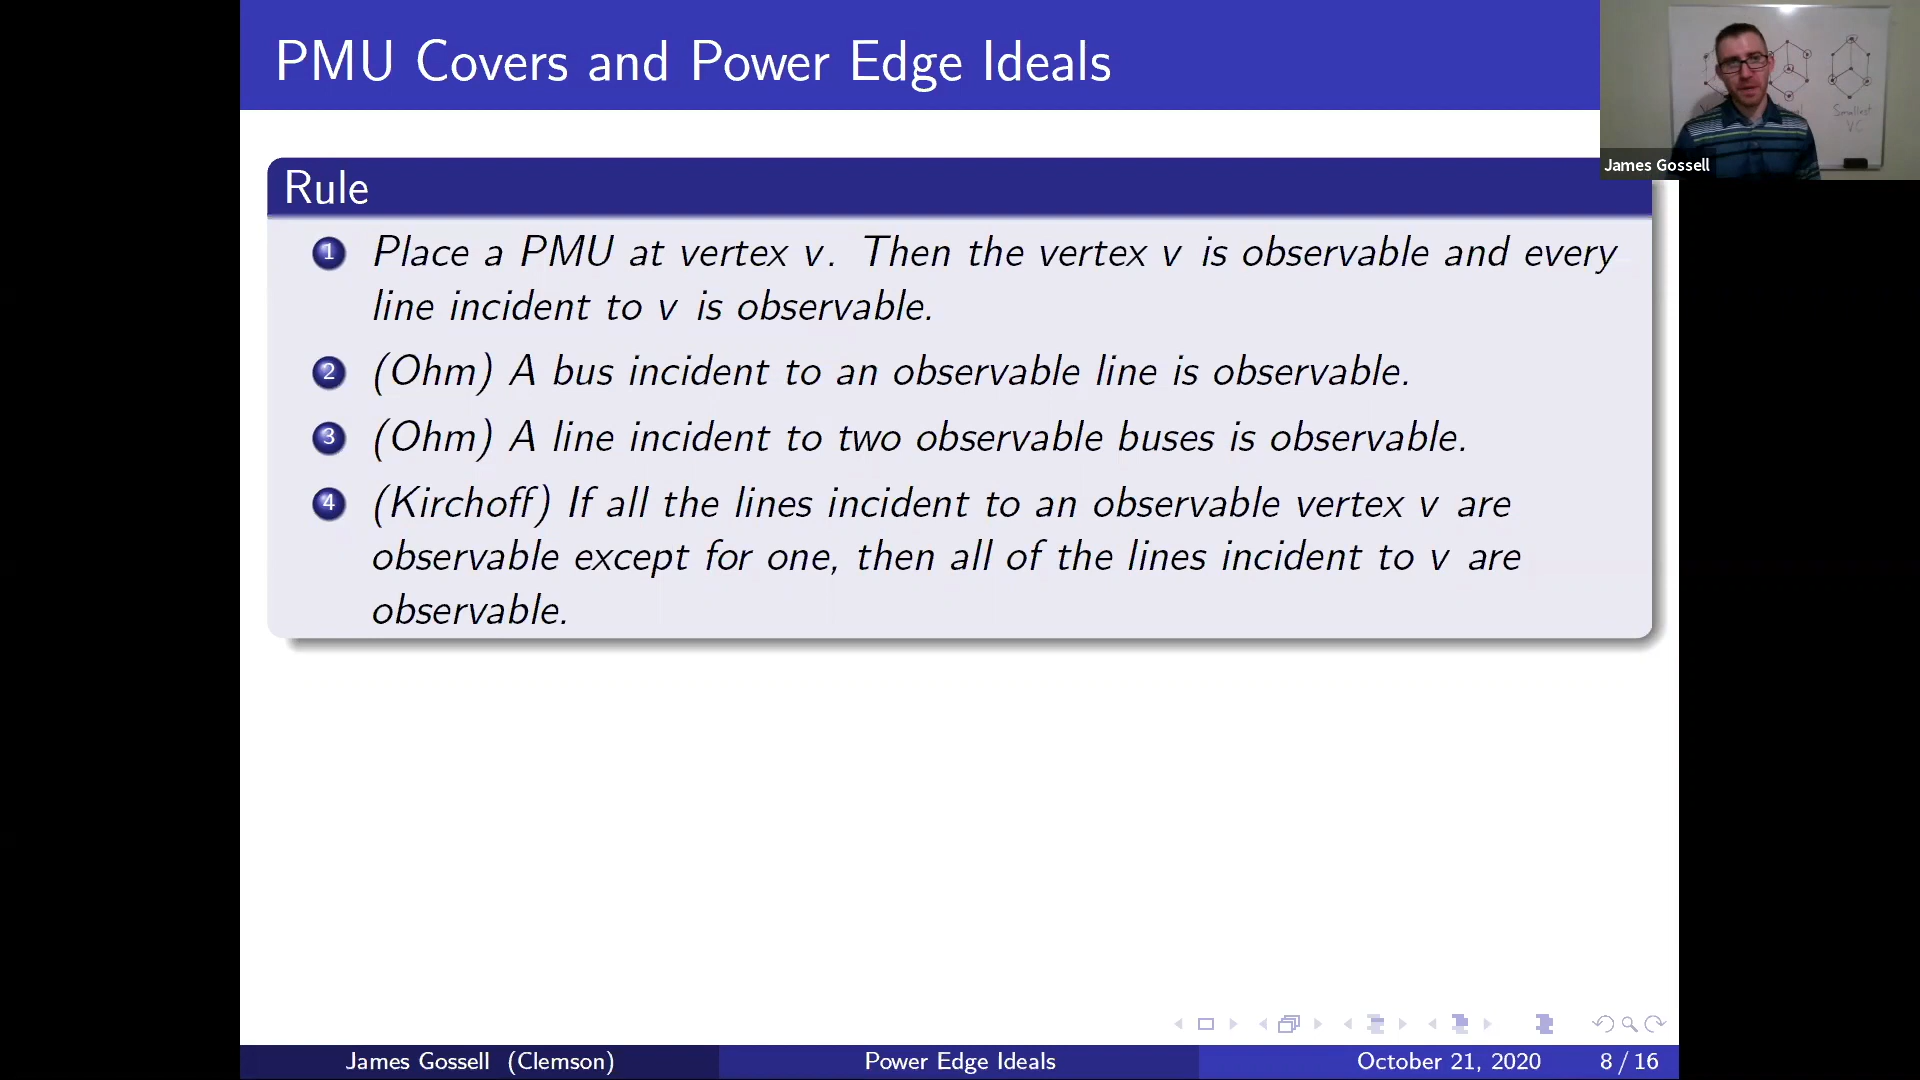 PMU Covers and Power Edge Ideals
Smallest
VC
James Gossell
Rule
1 Place a PMU at vertex v. Then the vertex v is observable and every
line incident to v is observable.
2 (Ohm) A bus incident to an observable line is observable.
3 (Ohm) A line incident to two observable buses is observable.
4 (Kirchoff) If all the lines incident to an observable vertex v are
observable except for one, then all of the lines incident to v are
observable.
James Gossell (Clemson) Power Edge Ideals October 21, 2020 8 / 16